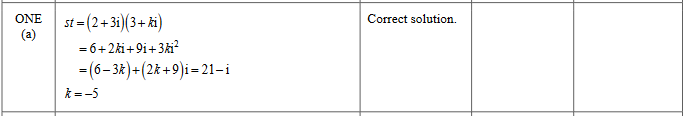 ONE
(a)
st = (2+3i)(3+ki)
= 6+2ki+9i+3ki²
= (6−3k)+(2k+9)i = 21−i
k = −5
Correct solution.